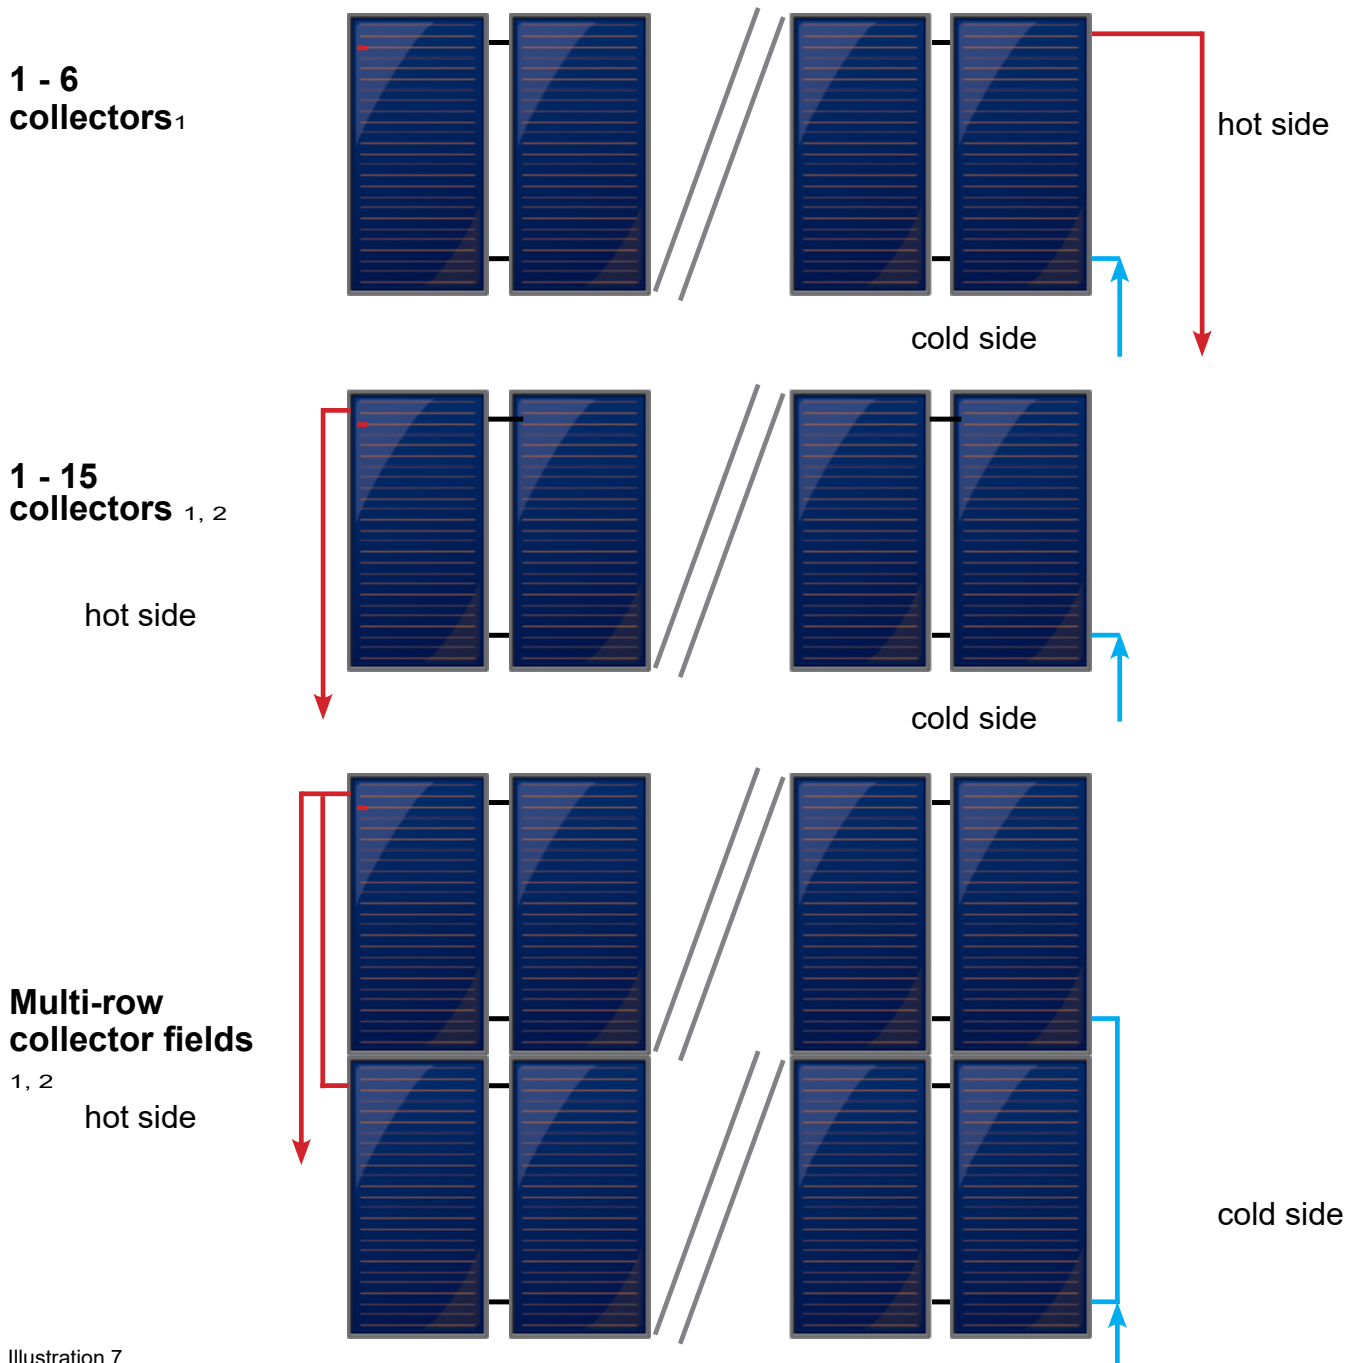 1 - 6
collectors1
hot side
cold side
1 - 15
collectors 1, 2
hot side
cold side
Multi-row
collector fields
1, 2
hot side
cold side
Illustration 7